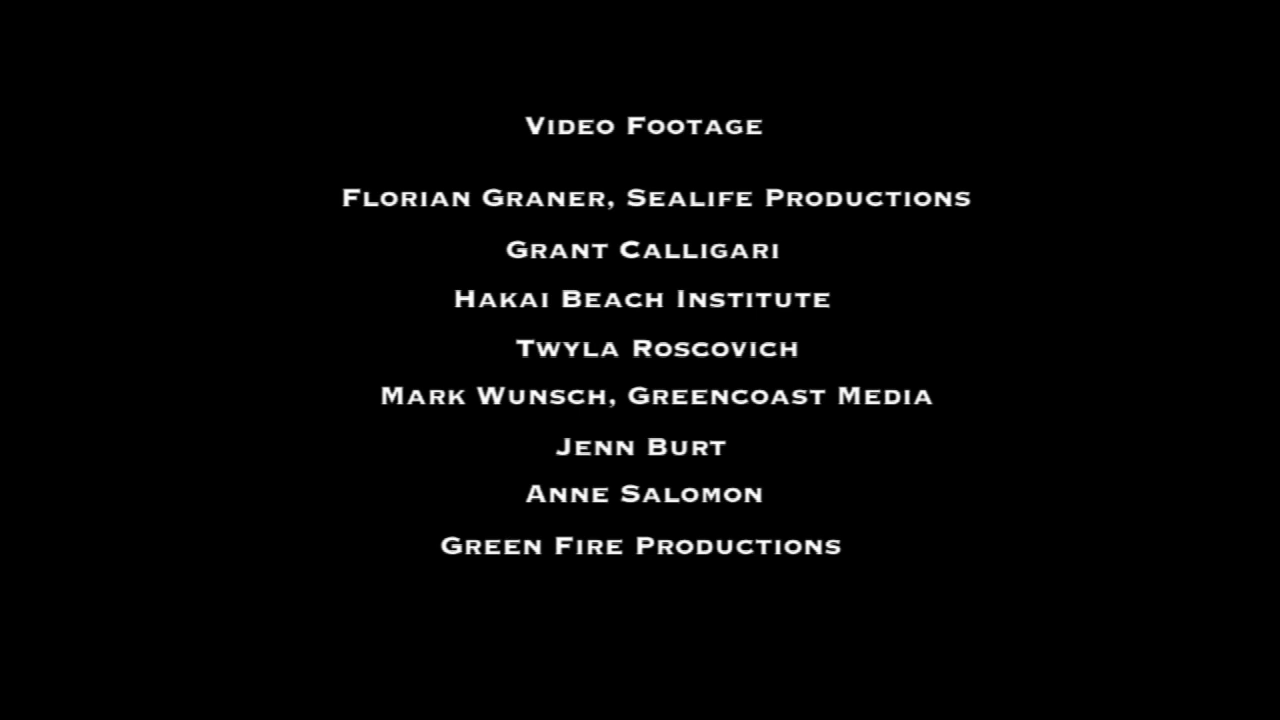 Video Footage
Florian Graner, Sealife Productions
Grant Calligari
Hakai Beach Institute
Twyla Roscovich
Mark Wunsch, Greencoast Media
Jenn Burt
Anne Salomon
Green Fire Productions